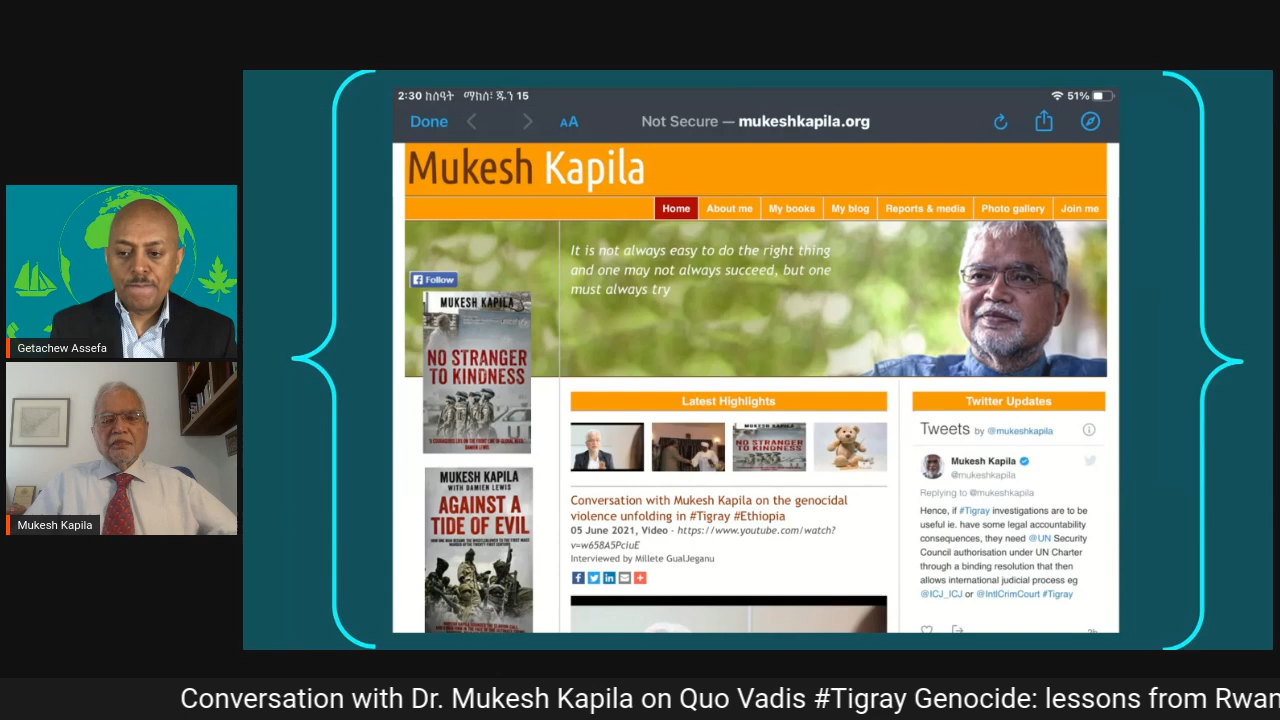 2:30 ከሰዓት ማክሰ፡ ጁን 15
51%
Done
AA
Not Secure — mukeshkapila.org
Mukesh Kapila
Home
About me
My books
My blog
Reports & media
Photo gallery
Join me
It is not always easy to do the right thing
and one may not always succeed, but one
must always try
Follow
MUKESH KAPILA
NO STRANGER
TO KINDNESS
DAMIEN LEWIS
MUKESH KAPILA
WITH DAMIEN LEWIS
AGAINST A
TIDE OF EVIL
Latest Highlights
NO STRANGER
TO KINDNESS
Conversation with Mukesh Kapila on the genocidal
violence unfolding in #Tigray #Ethiopia
05 June 2021, Video - https://www.youtube.com/watch?
v=w658A5PciuE
Interviewed by Millete GualJeganu
Twitter Updates
Tweets by @mukeshkapila
Mukesh Kapila
@mukeshkapila
Replying to @mukeshkapila
Hence, if #Tigray investigations are to be
useful ie. have some legal accountability
consequences, they need @UN Security
Council authorisation under UN Charter
through a binding resolution that then
allows international judicial process eg
@ICJ_ICJ or @IntlCrimCourt #Tigray
Getachew Assefa
Mukesh Kapila
Conversation with Dr. Mukesh Kapila on Quo Vadis #Tigray Genocide: lessons from Rwan